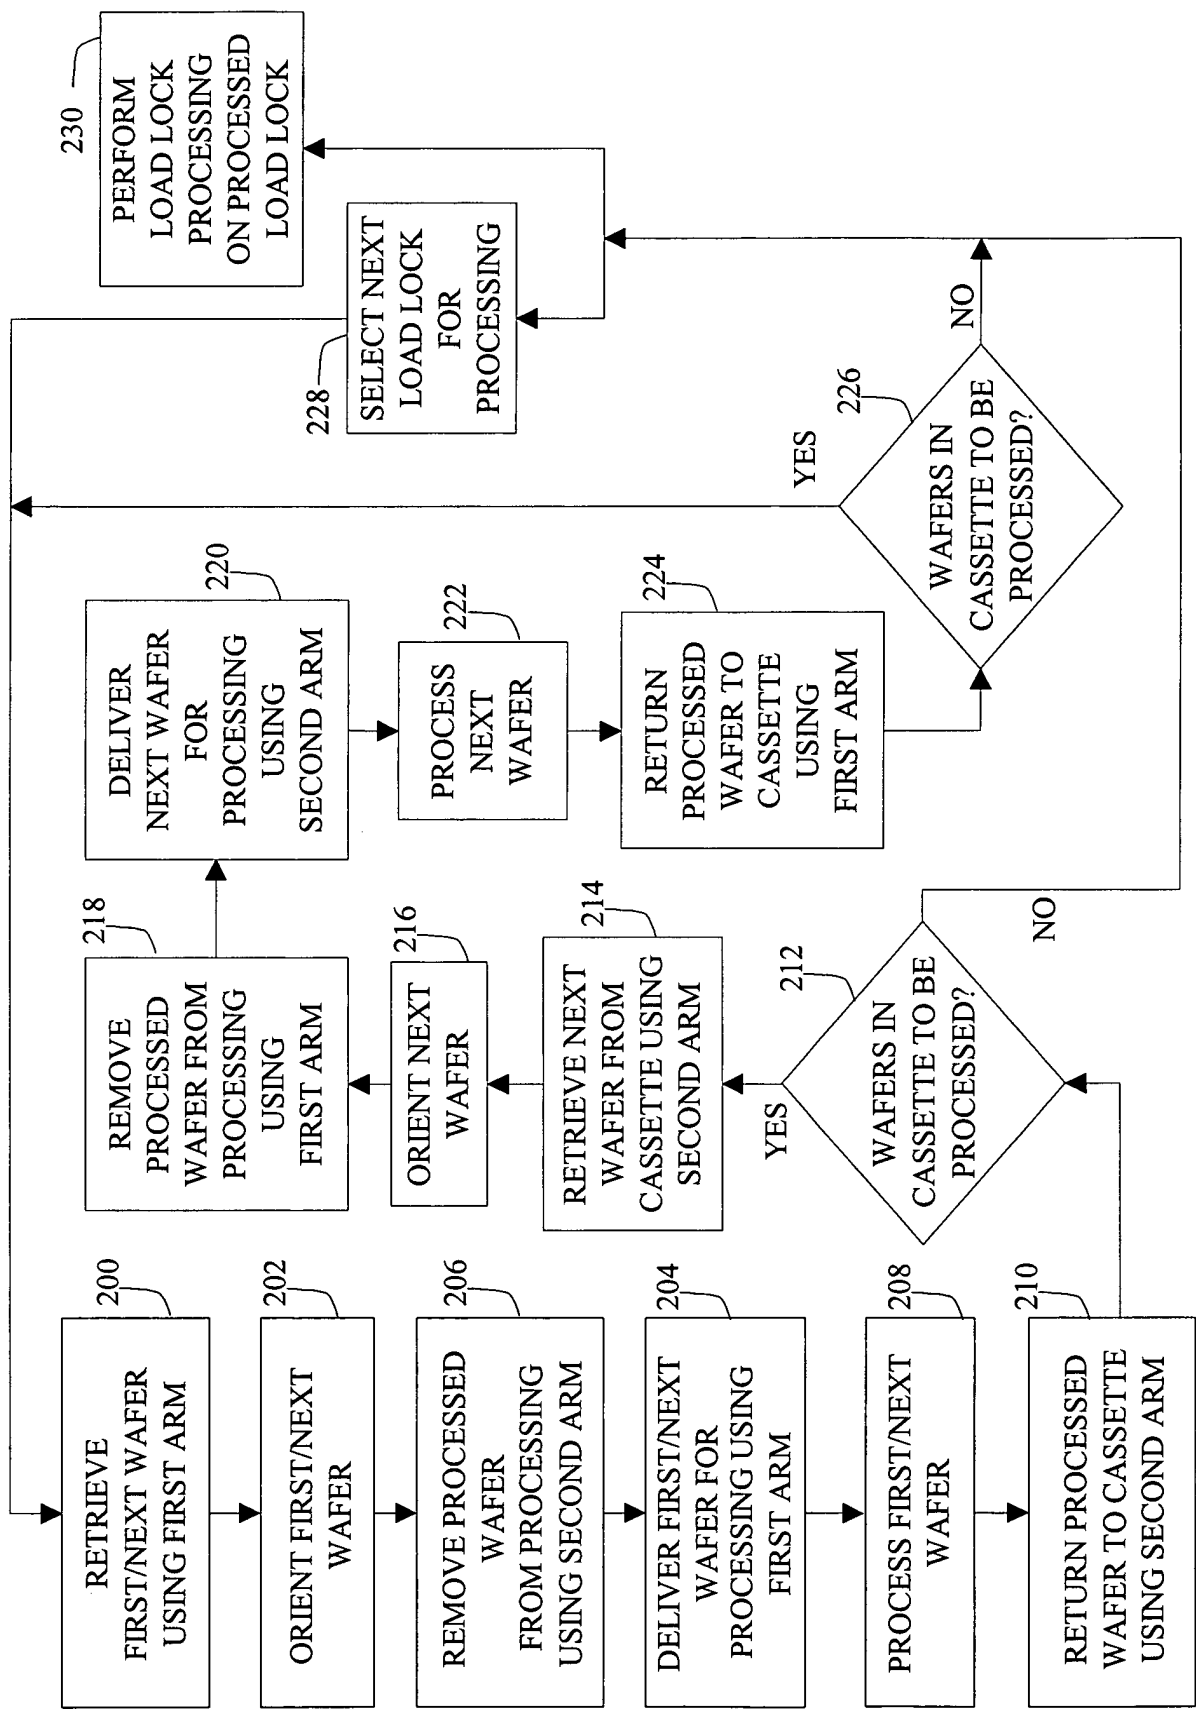 200
RETRIEVE
FIRST/NEXT WAFER
USING FIRST ARM
202
ORIENT FIRST/NEXT
WAFER
206
REMOVE PROCESSED
WAFER
FROM PROCESSING
USING SECOND ARM
204
DELIVER FIRST/NEXT
WAFER FOR
PROCESSING USING
FIRST ARM
208
PROCESS FIRST/NEXT
WAFER
210
RETURN PROCESSED
WAFER TO CASSETTE
USING SECOND ARM
212
WAFERS IN
CASSETTE TO BE
PROCESSED?
YES
NO
214
RETRIEVE NEXT
WAFER FROM
CASSETTE USING
SECOND ARM
216
ORIENT NEXT
WAFER
218
REMOVE
PROCESSED
WAFER FROM
PROCESSING
USING
FIRST ARM
220
DELIVER
NEXT WAFER
FOR
PROCESSING
USING
SECOND ARM
222
PROCESS
NEXT
WAFER
224
RETURN
PROCESSED
WAFER TO
CASSETTE
USING
FIRST ARM
226
WAFERS IN
CASSETTE TO BE
PROCESSED?
YES
NO
228
SELECT NEXT
LOAD LOCK
FOR
PROCESSING
230
PERFORM
LOAD LOCK
PROCESSING
ON PROCESSED
LOAD LOCK